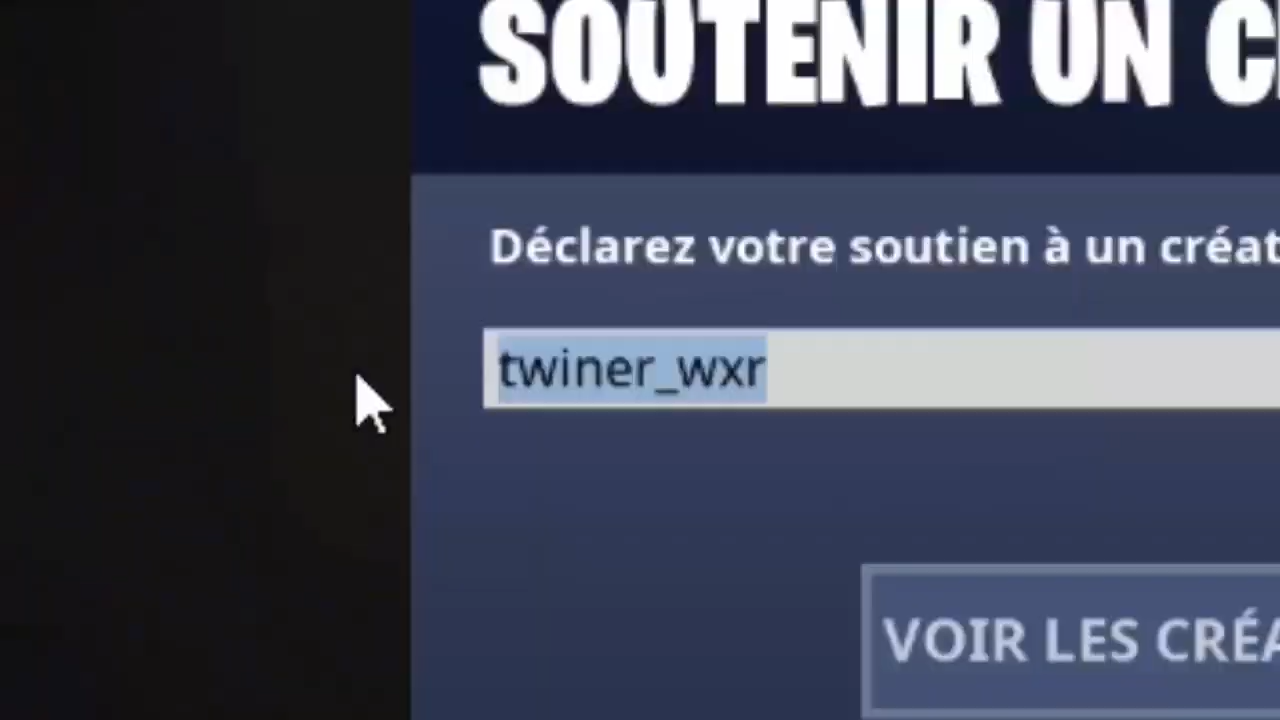 SOUTENIR UN C
Déclarez votre soutien à un créat
twiner_wxr
VOIR LES CRÉA